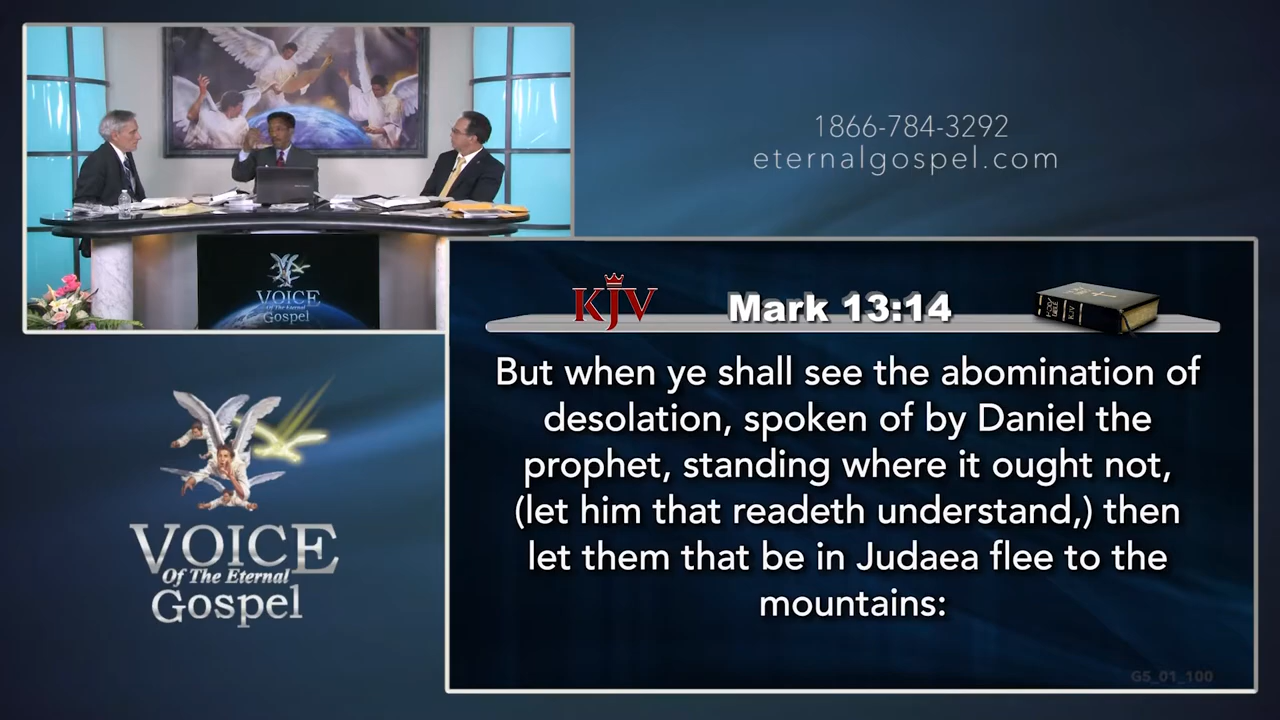 1866-784-3292
eternalgospel.com
VOICE
Of The Eternal
Gospel
KJV
Mark 13:14
KJV
But when ye shall see the abomination of
desolation, spoken of by Daniel the
prophet, standing where it ought not,
(let him that readeth understand,) then
let them that be in Judaea flee to the
mountains:
VOICE
Of The Eternal
Gospel
G5_01_100